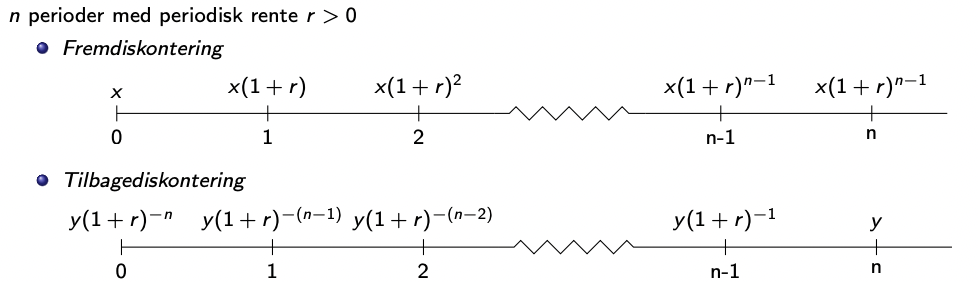 n perioder med periodisk rente r > 0
Fremdiskontering
x x(1 + r) x(1 + r)^2 x(1 + r)^{n−1} x(1 + r)^{n−1}
0 1 2 n-1 n
Tilbagediskontering
y(1 + r)^{−n} y(1 + r)^{−(n−1)} y(1 + r)^{−(n−2)} y(1 + r)^{−1} y
0 1 2 n-1 n